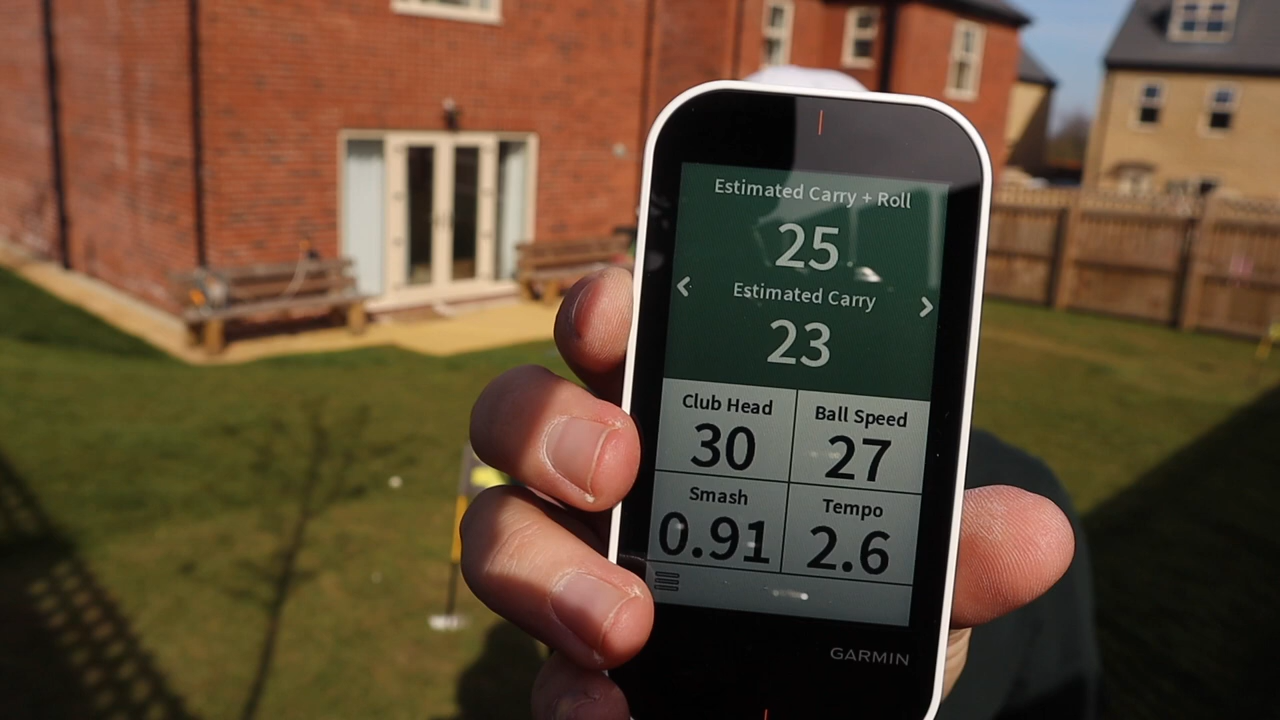 Estimated Carry + Roll
25
Estimated Carry
23
Club Head Ball Speed
30 27
Smash Tempo
0.91 2.6
GARMIN